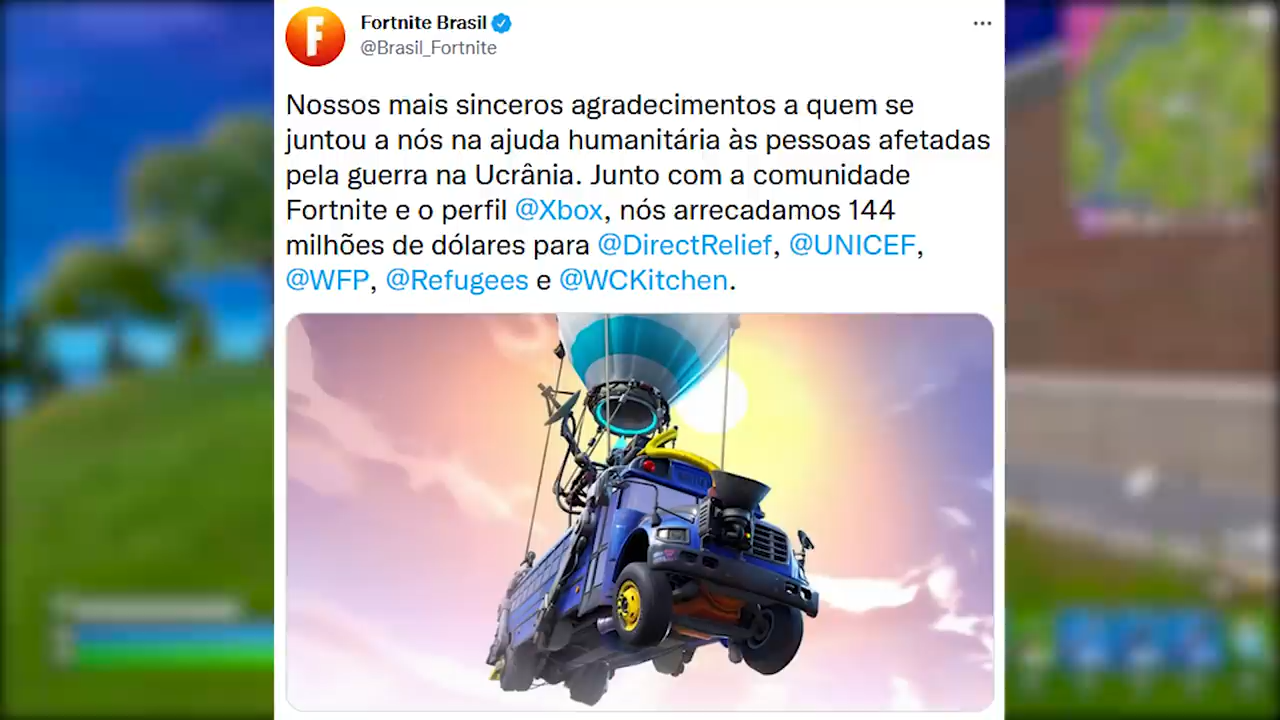 Fortnite Brasil
@Brasil_Fortnite
Nossos mais sinceros agradecimentos a quem se
juntou a nós na ajuda humanitária às pessoas afetadas
pela guerra na Ucrânia. Junto com a comunidade
Fortnite e o perfil @Xbox, nós arrecadamos 144
milhões de dólares para @DirectRelief, @UNICEF,
@WFP, @Refugees e @WCKitchen.